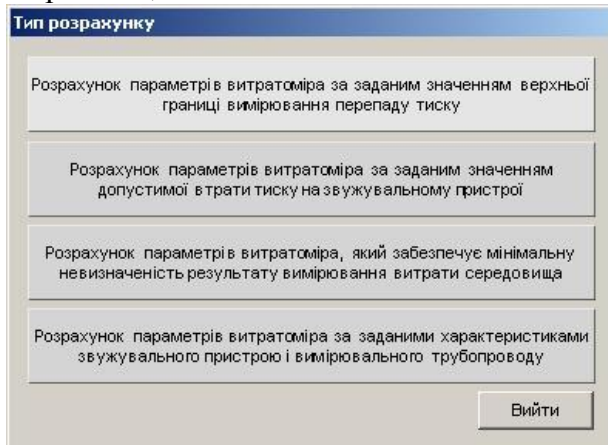 Тип розрахунку
Розрахунок параметрів витратоміра за заданим значенням верхньої
границі вимірювання перепаду тиску
Розрахунок параметрів витратоміра за заданим значенням
допустимої втрати тиску на звужувальному пристрої
Розрахунок параметрів витратоміра, який забезпечує мінімальну
невизначеність результату вимірювання витрати середовища
Розрахунок параметрів витратоміра за заданими характеристиками
звужувального пристрою і вимірювального трубопроводу
Вийти